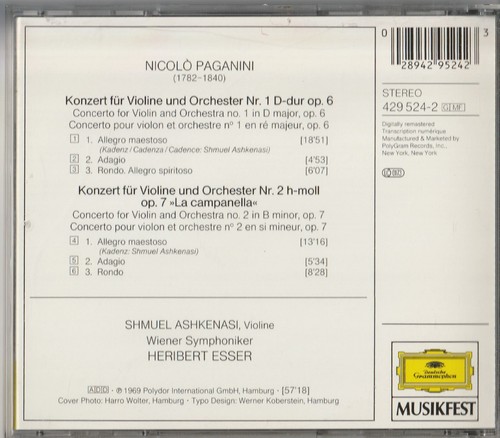 NICOLÒ PAGANINI
(1782-1840)
Konzert für Violine und Orchester Nr. 1 D-dur op. 6
Concerto for Violin and Orchestra no. 1 in D major, op. 6
Concerto pour violon et orchestre n° 1 en ré majeur, op. 6
1 1. Allegro maestoso [18'51]
(Kadenz / Cadenza / Cadence: Shmuel Ashkenasi)
2 2. Adagio [4'53]
3 3. Rondo. Allegro spiritoso [6'07]
Konzert für Violine und Orchester Nr. 2 h-moll
op. 7 »La campanella«
Concerto for Violin and Orchestra no. 2 in B minor, op. 7
Concerto pour violon et orchestre n° 2 en si mineur, op. 7
4 1. Allegro maestoso [13'16]
(Kadenz: Shmuel Ashkenasi)
5 2. Adagio [5'34]
6 3. Rondo [8'28]
SHMUEL ASHKENASI, Violine
Wiener Symphoniker
HERIBERT ESSER
ADD · ℗ 1969 Polydor International GmbH, Hamburg · [57'18]
Cover Photo: Harro Wolter, Hamburg · Typo Design: Werner Koberstein, Hamburg
0 28942 95242 3
STEREO
429 524-2 G MF
Digitally remastered
Transcription numérique
Manufactured & Marketed by
PolyGram Records, Inc.,
New York, New York
Deutsche
Grammophon
MUSIKFEST